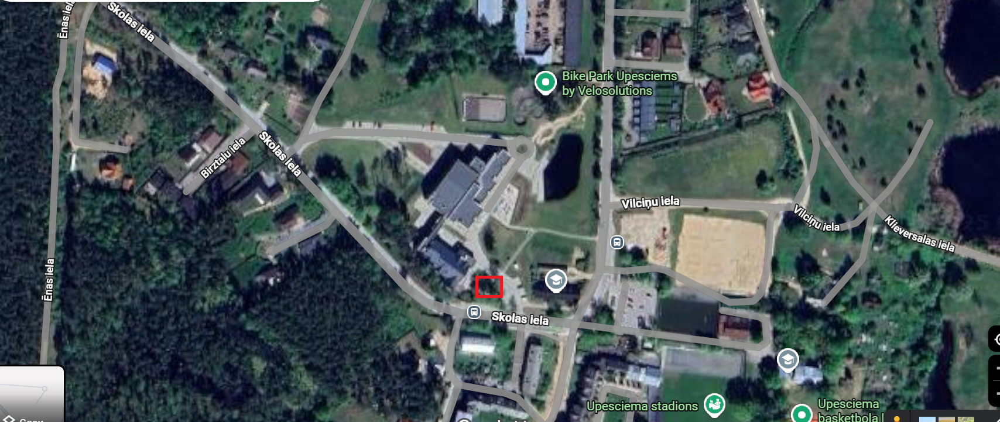 Ēnas iela
Skolas iela
Bike Park Upesciems
by Velosolutions
Birztalu iela
Skolas iela
Vilciņu iela
Vilciņu iela
Klieversalas iela
Ēnas iela
Skolas iela
Upesciema stadions
Upesciema
basketbola l